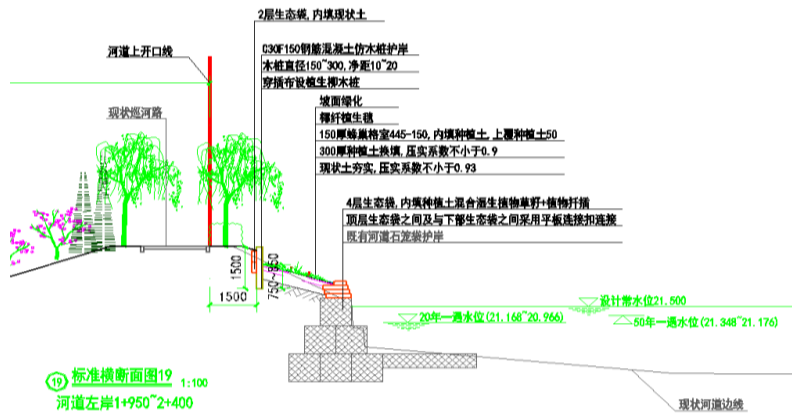 2层生态袋,内填现状土
河道上开口线
C30F150钢筋混凝土仿木桩护岸
木桩直径150~300,净距10~20
穿插布设植生柳木桩
现状巡河路
坡面绿化
椰纤植生毯
150厚蜂巢格室445-150,内填种植土,上覆种植土50
300厚种植土换填,压实系数不小于0.9
现状土夯实,压实系数不小于0.93
4层生态袋,内填种植土混合湿生植物草籽+植物扦插
顶层生态袋之间及与下部生态袋之间采用平板连接扣连接
既有河道石笼袋护岸
1500
750~850
1500
设计常水位21.500
20年一遇水位(21.168~20.966)
50年一遇水位(21.348~21.176)
19 标准横断面图19 1:100
河道左岸1+950~2+400
现状河道边线